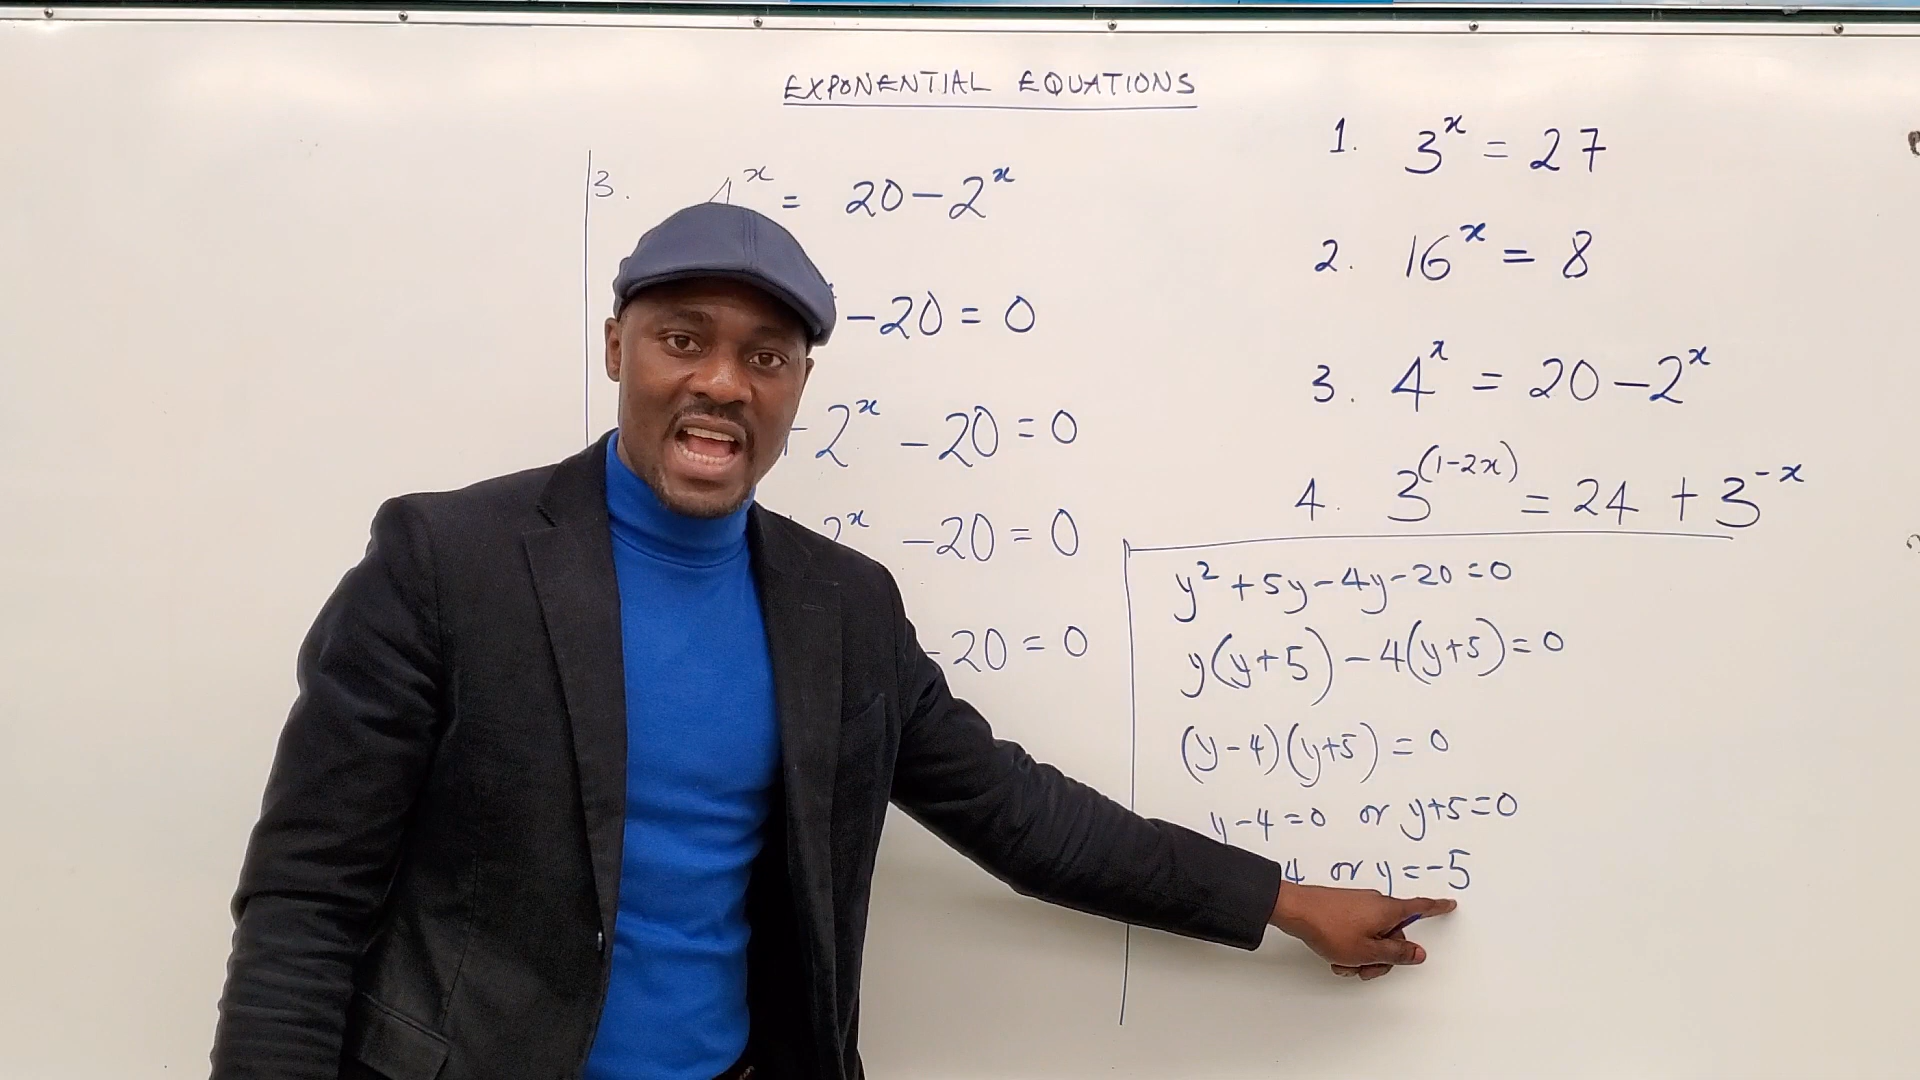 EXPONENTIAL EQUATIONS
3. 4^x = 20 - 2^x
- 20 = 0
+ 2^x - 20 = 0
2^x - 20 = 0
- 20 = 0
1. 3^x = 27
2. 16^x = 8
3. 4^x = 20 - 2^x
4. 3^(1-2x) = 24 + 3^-x
y² + 5y - 4y - 20 = 0
y(y+5) - 4(y+5) = 0
(y-4)(y+5) = 0
y - 4 = 0 or y+5 = 0
4 or y = -5